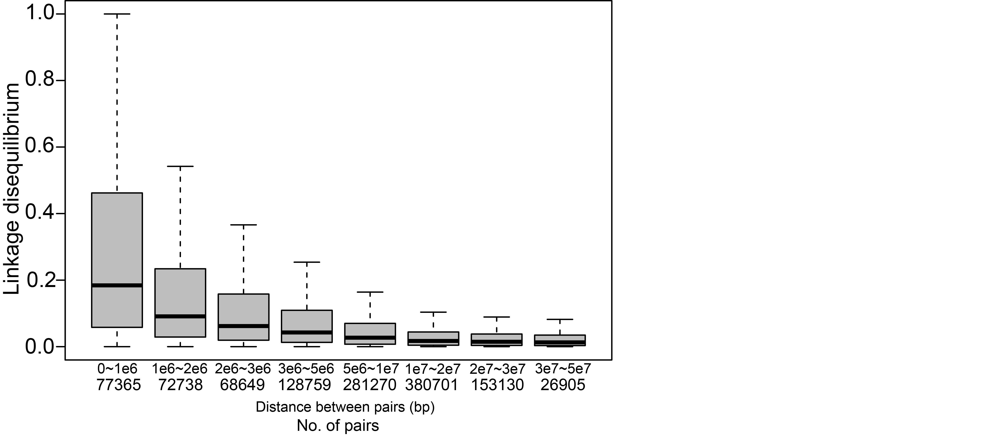 Linkage disequilibrium
1.0
0.8
0.6
0.4
0.2
0.0
0~1e6 1e6~2e6 2e6~3e6 3e6~5e6 5e6~1e7 1e7~2e7 2e7~3e7 3e7~5e7
77365 72738 68649 128759 281270 380701 153130 26905
Distance between pairs (bp)
No. of pairs